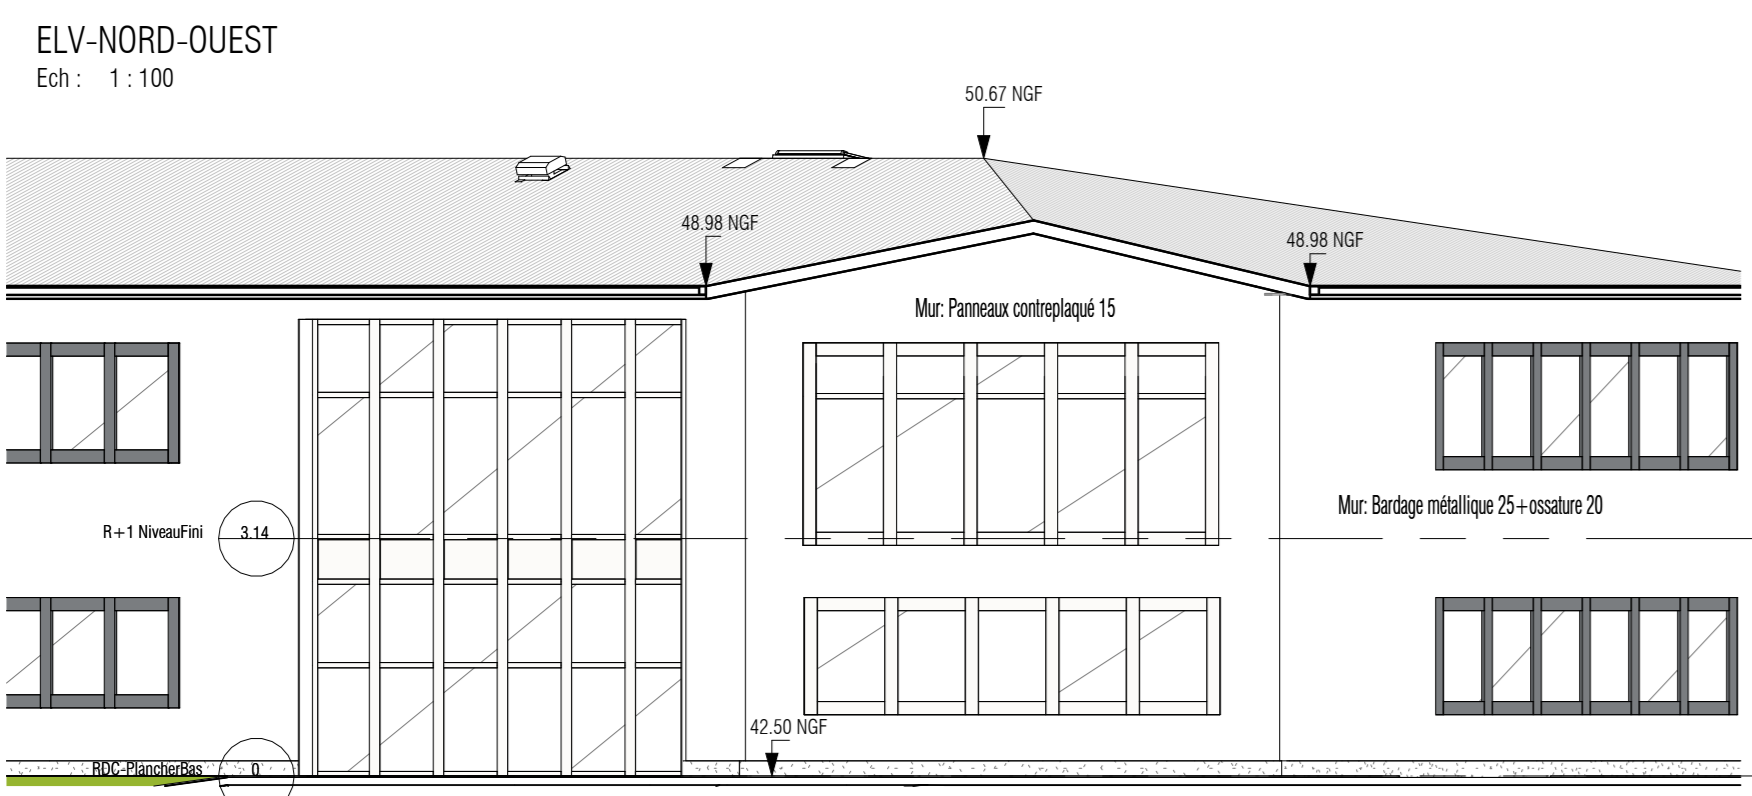 ELV-NORD-OUEST
Ech : 1 : 100
50.67 NGF
48.98 NGF
48.98 NGF
Mur: Panneaux contreplaqué 15
Mur: Bardage métallique 25+ossature 20
R+1 NiveauFini 3.14
42.50 NGF
RDC-PlancherBas 0